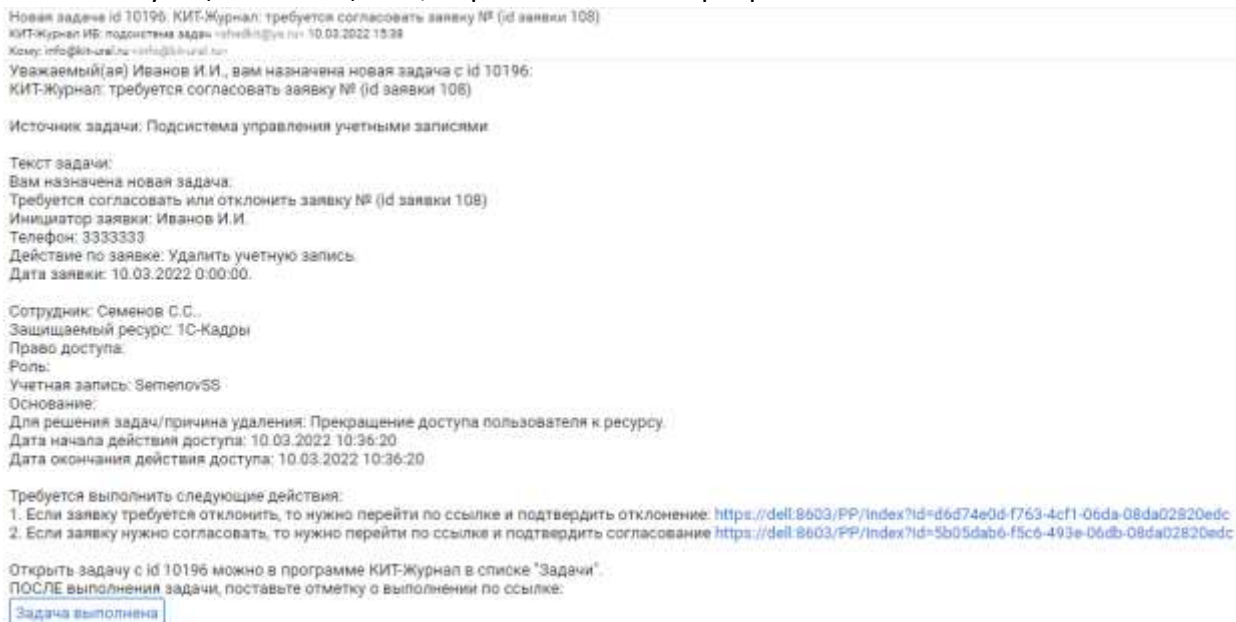 Новая задача id 10196: КИТ-Журнал: требуется согласовать заявку № (id заявки 108)
КИТ-Журнал ИБ: подсистема задач 10.03.2022 15:38
Кому: info@kit-ural.ru <info@kit-ural.ru>
Уважаемый(ая) Иванов И.И., вам назначена новая задача с id 10196:
КИТ-Журнал: требуется согласовать заявку № (id заявки 108)
Источник задачи: Подсистема управления учетными записями
Текст задачи:
Вам назначена новая задача:
Требуется согласовать или отклонить заявку № (id заявки 108)
Инициатор заявки: Иванов И.И.
Телефон: 3333333
Действие по заявке: Удалить учетную запись.
Дата заявки: 10.03.2022 0:00:00.
Сотрудник: Семенов С.С..
Защищаемый ресурс: 1С-Кадры
Право доступа:
Роль:
Учетная запись: SemenovSS
Основание:
Для решения задач/причина удаления: Прекращение доступа пользователя к ресурсу.
Дата начала действия доступа: 10.03.2022 10:36:20
Дата окончания действия доступа: 10.03.2022 10:36:20
Требуется выполнить следующие действия:
1. Если заявку требуется отклонить, то нужно перейти по ссылке и подтвердить отклонение: https://dell:8603/PP/Index?id=d6d74e0d-f763-4cf1-06da-08da02820edc
2. Если заявку нужно согласовать, то нужно перейти по ссылке и подтвердить согласование https://dell:8603/PP/Index?id=5b05dab6-f5c6-493e-06db-08da02820edc
Открыть задачу с id 10196 можно в программе КИТ-Журнал в списке "Задачи".
ПОСЛЕ выполнения задачи, поставьте отметку о выполнении по ссылке:
Задача выполнена